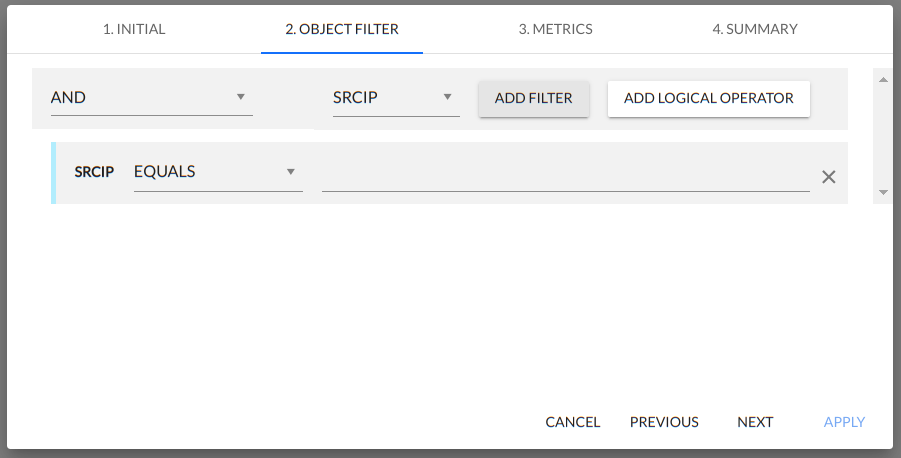 1. INITIAL 2. OBJECT FILTER 3. METRICS 4. SUMMARY
AND SRCIP ADD FILTER ADD LOGICAL OPERATOR
SRCIP EQUALS
CANCEL PREVIOUS NEXT APPLY